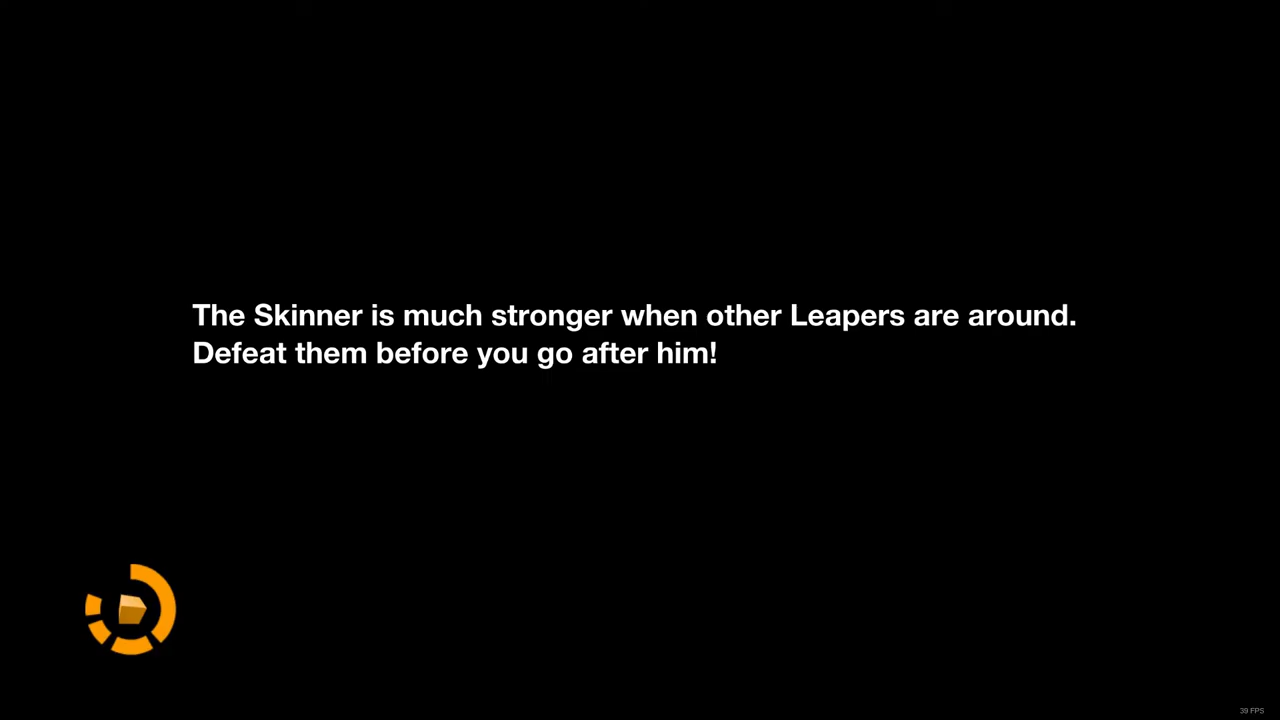 The Skinner is much stronger when other Leapers are around.
Defeat them before you go after him!
39 FPS